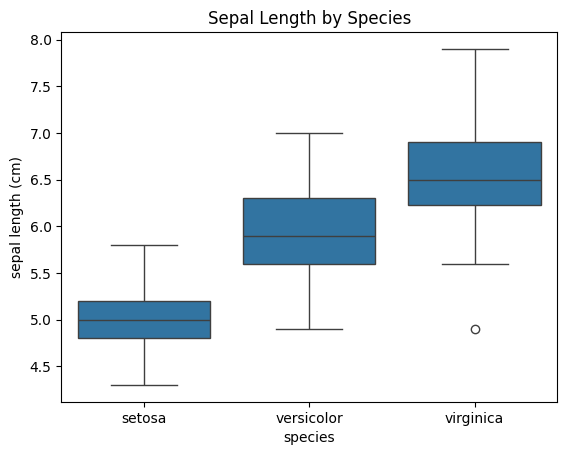 Sepal Length by Species
sepal length (cm)
8.0
7.5
7.0
6.5
6.0
5.5
5.0
4.5
setosa
versicolor
virginica
species